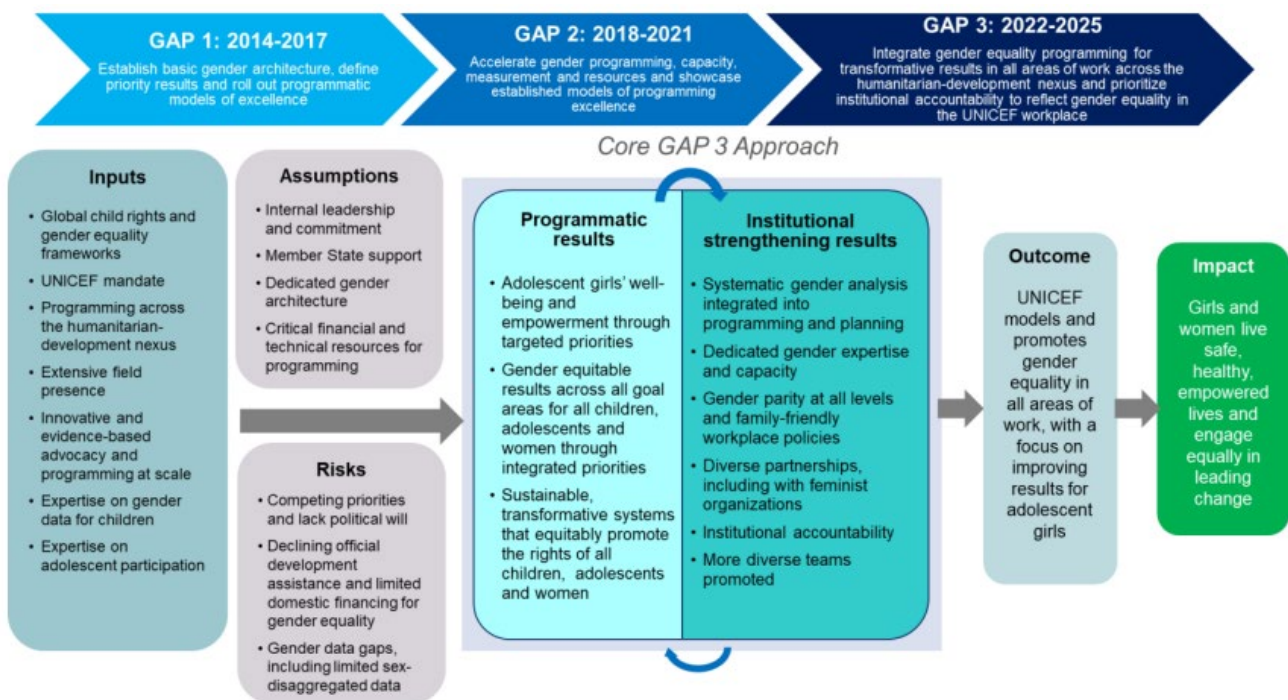 GAP 1: 2014-2017
Establish basic gender architecture, define
priority results and roll out programmatic
models of excellence
GAP 2: 2018-2021
Accelerate gender programming, capacity,
measurement and resources and showcase
established models of programming
excellence
GAP 3: 2022-2025
Integrate gender equality programming for
transformative results in all areas of work across the
humanitarian-development nexus and prioritize
institutional accountability to reflect gender equality in
the UNICEF workplace
Core GAP 3 Approach
Inputs
• Global child rights and
gender equality
frameworks
• UNICEF mandate
• Programming across
the humanitarian-
development nexus
• Extensive field
presence
• Innovative and
evidence-based
advocacy and
programming at scale
• Expertise on gender
data for children
• Expertise on
adolescent participation
Assumptions
• Internal leadership
and commitment
• Member State support
• Dedicated gender
architecture
• Critical financial and
technical resources for
programming
Risks
• Competing priorities
and lack political will
• Declining official
development
assistance and limited
domestic financing for
gender equality
• Gender data gaps,
including limited sex-
disaggregated data
Programmatic
results
• Adolescent girls' well-
being and
empowerment through
targeted priorities
• Gender equitable
results across all goal
areas for all children,
adolescents and
women through
integrated priorities
• Sustainable,
transformative systems
that equitably promote
the rights of all
children, adolescents
and women
Institutional
strengthening results
• Systematic gender analysis
integrated into
programming and planning
• Dedicated gender expertise
and capacity
• Gender parity at all levels
and family-friendly
workplace policies
• Diverse partnerships,
including with feminist
organizations
• Institutional accountability
• More diverse teams
promoted
Outcome
UNICEF
models and
promotes
gender
equality in
all areas of
work, with a
focus on
improving
results for
adolescent
girls
Impact
Girls and
women live
safe,
healthy,
empowered
lives and
engage
equally in
leading
change